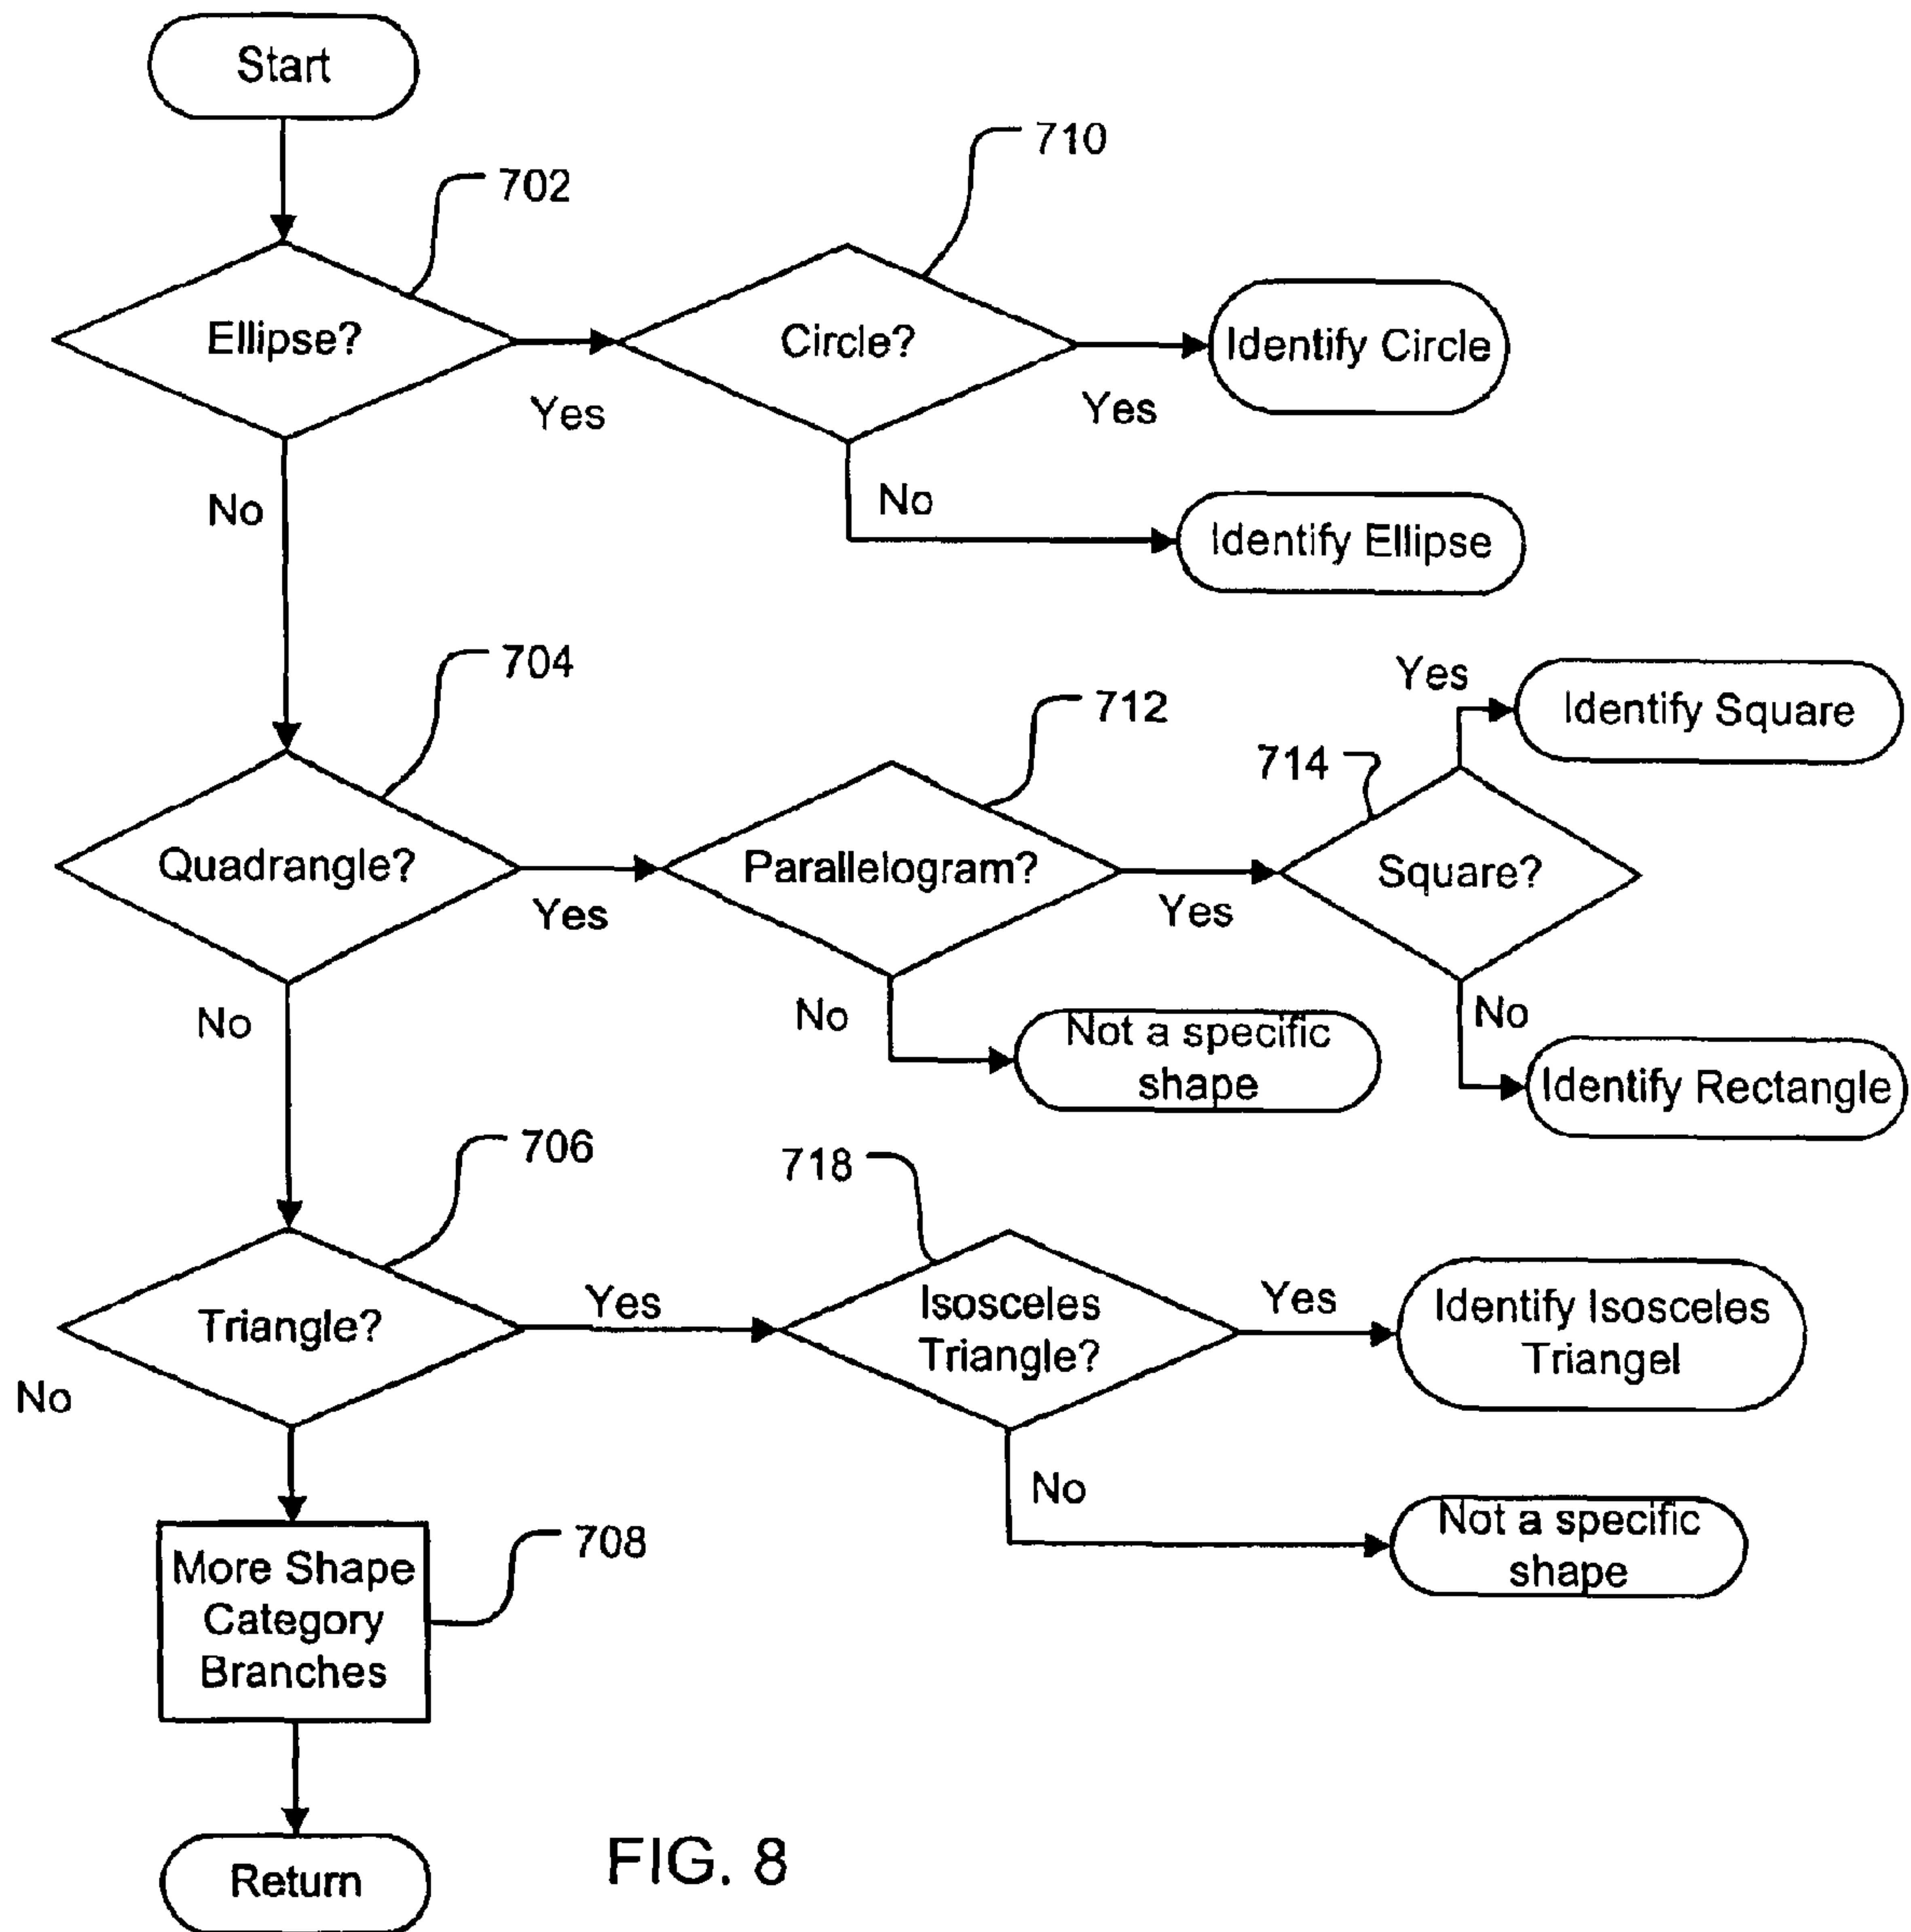 Start
702
710
Ellipse?
Yes
Circle?
Yes
Identify Circle
No
No
Identify Ellipse
704
712
714
Yes
Identify Square
Quadrangle?
Yes
Parallelogram?
Yes
Square?
No
No
Not a specific
shape
No
Identify Rectangle
706
718
Triangle?
Yes
Isosceles
Triangle?
Yes
Identify Isosceles
Triangel
No
No
Not a specific
shape
More Shape
Category
Branches
708
Return
FIG. 8